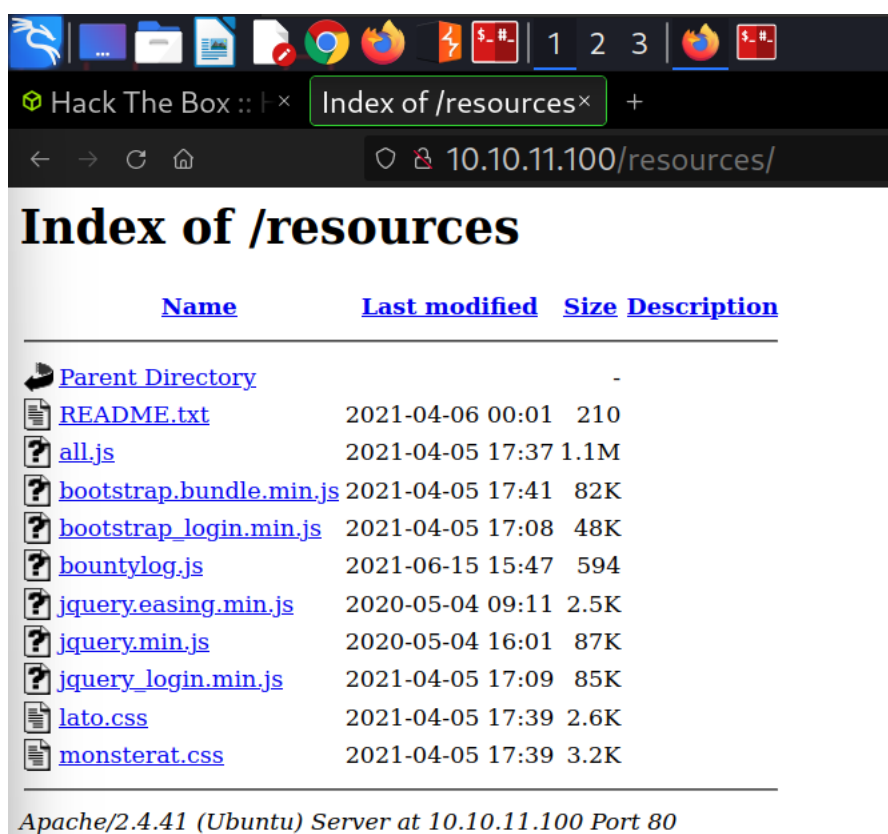 1 2 3
Hack The Box :: H × Index of /resources × +
10.10.11.100/resources/
Index of /resources
Name Last modified Size Description
Parent Directory -
README.txt 2021-04-06 00:01 210
all.js 2021-04-05 17:37 1.1M
bootstrap.bundle.min.js 2021-04-05 17:41 82K
bootstrap_login.min.js 2021-04-05 17:08 48K
bountylog.js 2021-06-15 15:47 594
jquery.easing.min.js 2020-05-04 09:11 2.5K
jquery.min.js 2020-05-04 16:01 87K
jquery_login.min.js 2021-04-05 17:09 85K
lato.css 2021-04-05 17:39 2.6K
monsterat.css 2021-04-05 17:39 3.2K
Apache/2.4.41 (Ubuntu) Server at 10.10.11.100 Port 80